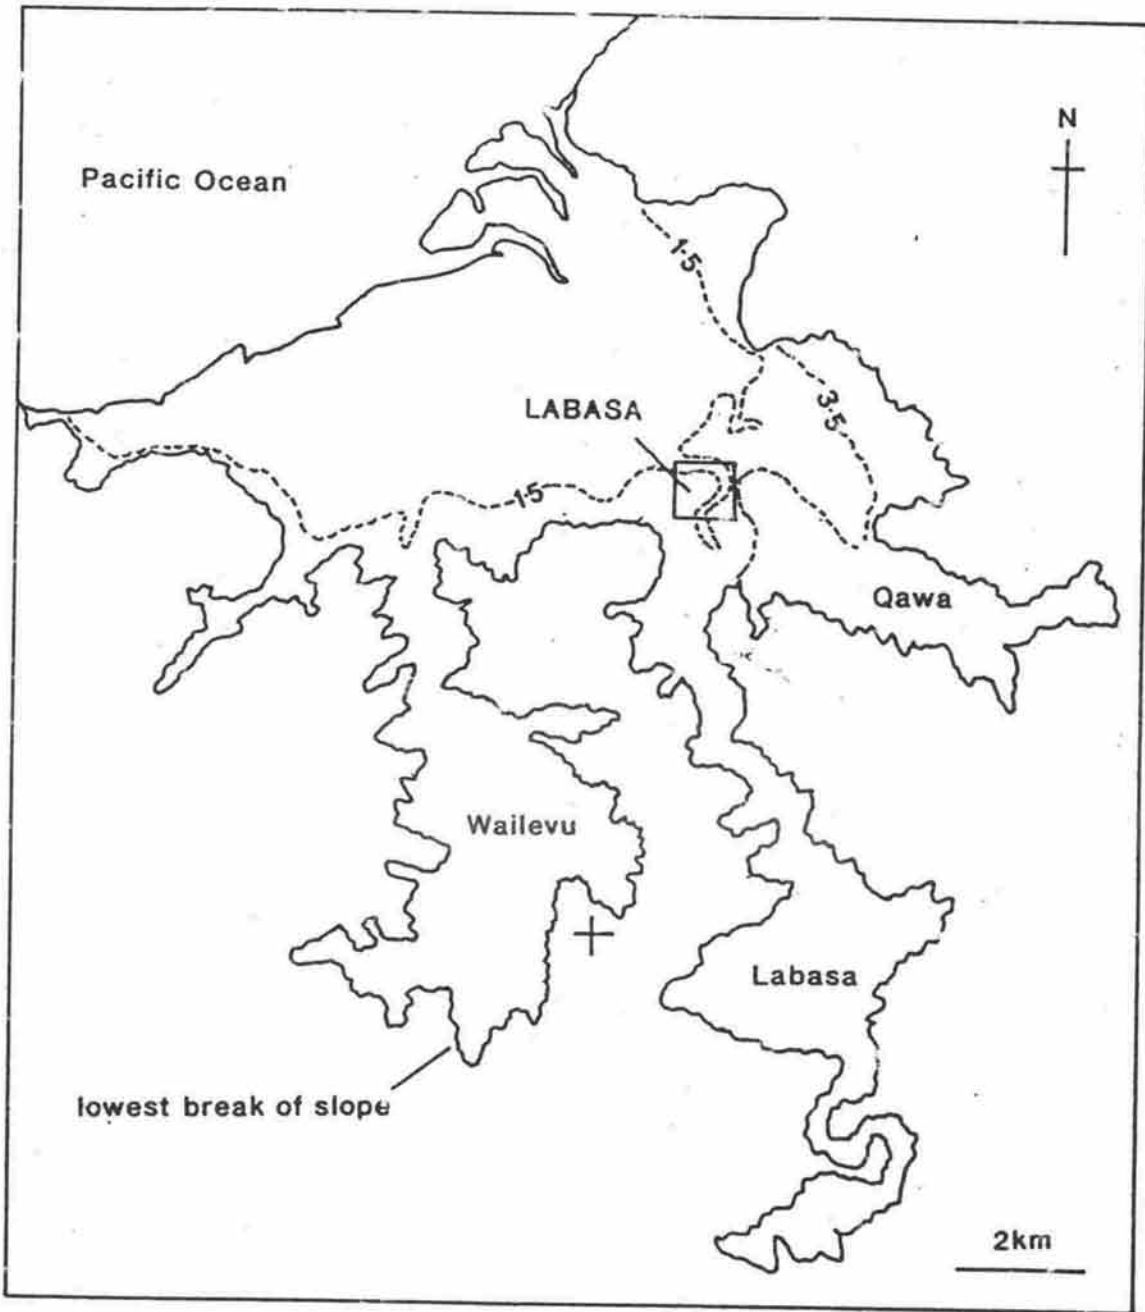 N
Pacific Ocean
1·5
LABASA
3·5
1·5
Qawa
Wailevu
Labasa
lowest break of slope
2km